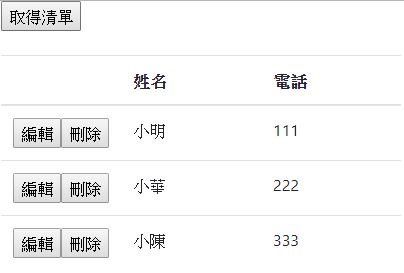 取得清單
姓名 電話
編輯 刪除 小明 111
編輯 刪除 小華 222
編輯 刪除 小陳 333